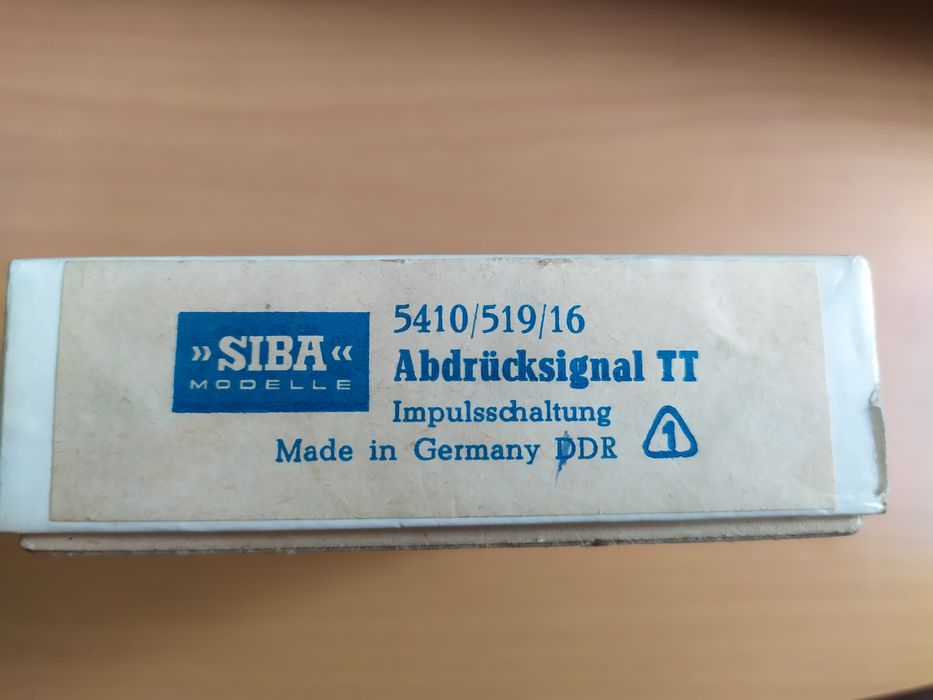 »SIBA«
MODELLE
5410/519/16
Abdrücksignal TT
Impulsschaltung
Made in Germany DDR
1